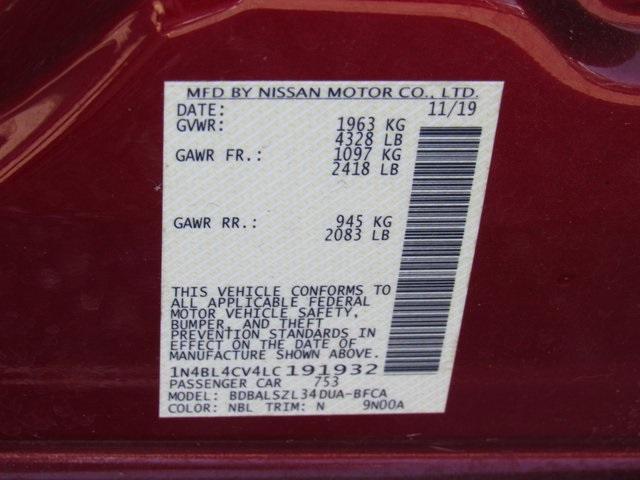 MFD BY NISSAN MOTOR CO., LTD.
DATE: 11/19
GVWR: 1963 KG
4328 LB
GAWR FR.: 1097 KG
2418 LB
GAWR RR.: 945 KG
2083 LB
THIS VEHICLE CONFORMS TO
ALL APPLICABLE FEDERAL
MOTOR VEHICLE SAFETY,
BUMPER, AND THEFT
PREVENTION STANDARDS IN
EFFECT ON THE DATE OF
MANUFACTURE SHOWN ABOVE.
1N4BL4CV4LC191932
PASSENGER CAR 753
MODEL: BDBALSZL34DUA-BFCA
COLOR: NBL TRIM: N 9N00A